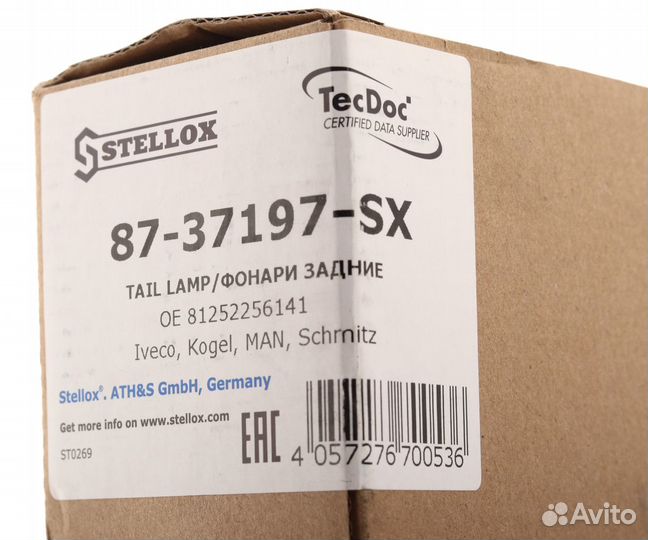 STELLOX
TecDoc
CERTIFIED DATA SUPPLIER
87-37197-SX
TAIL LAMP/ФОНАРИ ЗАДНИЕ
OE 81252256141
Iveco, Kogel, MAN, Schmitz
Stellox®. ATH&S GmbH, Germany
Get more info on www.stellox.com
ST0269
EAC
4 057276 700536
Avito